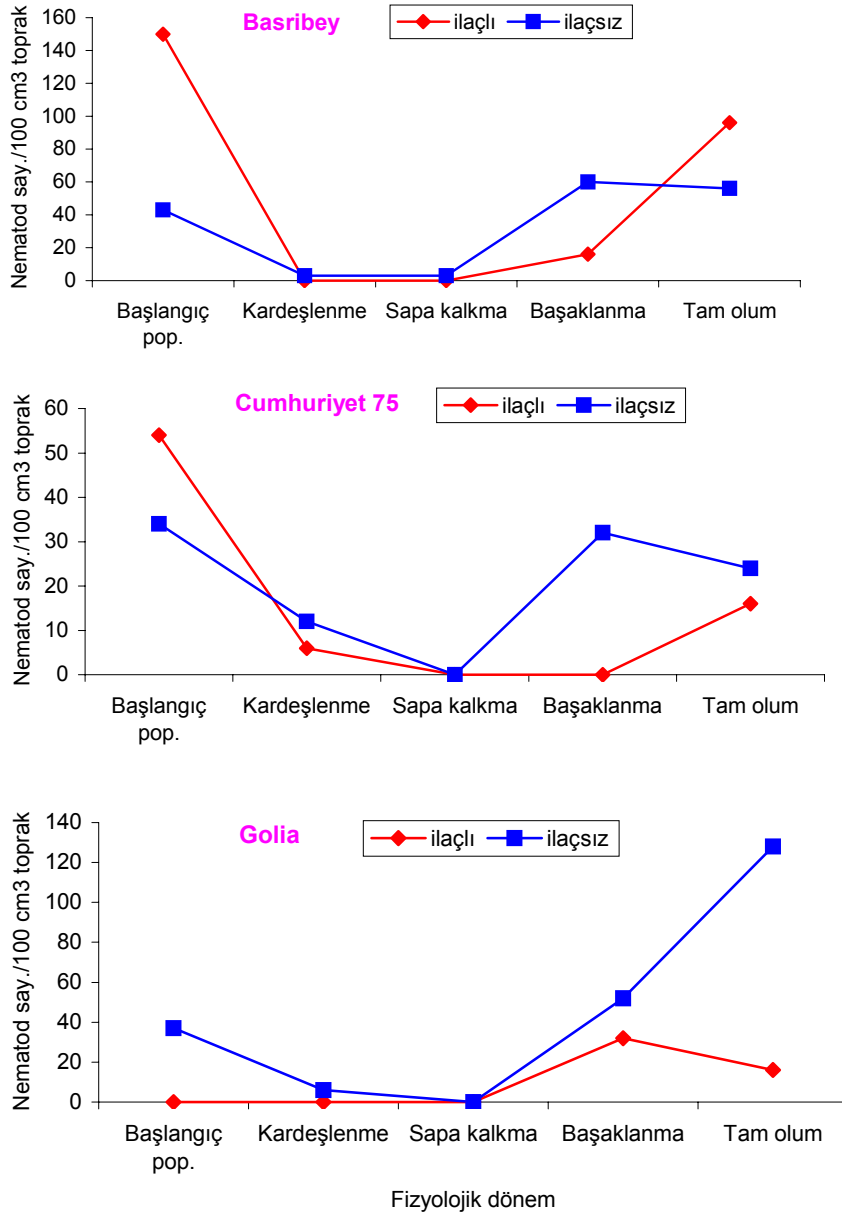 Basribey
ilaçlı ilaçsız
Nematod say./100 cm3 toprak
160
140
120
100
80
60
40
20
0
Başlangıç pop. Kardeşlenme Sapa kalkma Başaklanma Tam olum
Cumhuriyet 75
ilaçlı ilaçsız
Nematod say./100 cm3 toprak
60
50
40
30
20
10
0
Başlangıç pop. Kardeşlenme Sapa kalkma Başaklanma Tam olum
Golia
ilaçlı ilaçsız
Nematod say./100 cm3 toprak
140
120
100
80
60
40
20
0
Başlangıç pop. Kardeşlenme Sapa kalkma Başaklanma Tam olum
Fizyolojik dönem